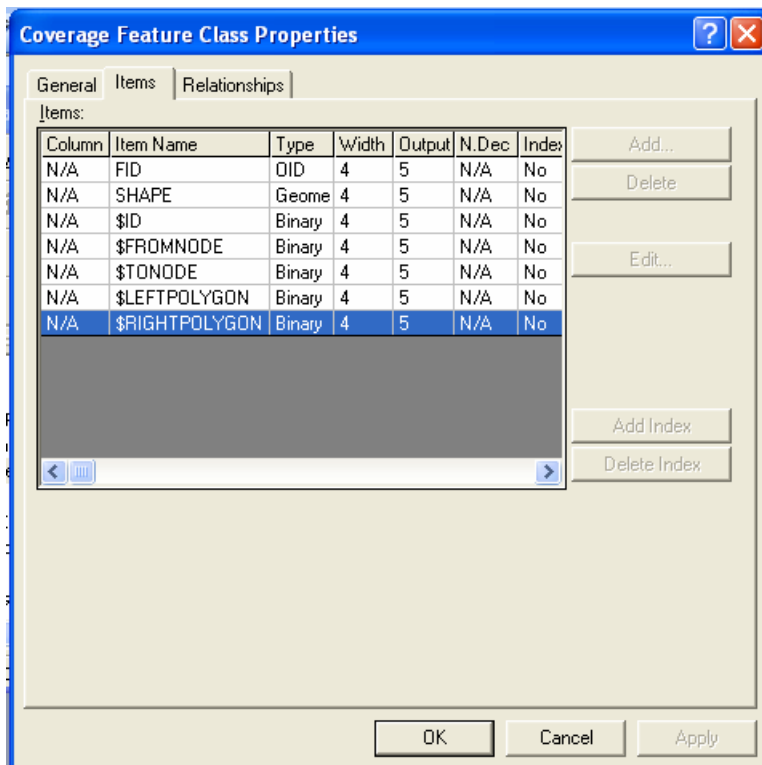 Coverage Feature Class Properties
General Items Relationships
Items:
Column Item Name Type Width Output N.Dec Index
N/A FID OID 4 5 N/A No
N/A SHAPE Geome 4 5 N/A No
N/A $ID Binary 4 5 N/A No
N/A $FROMNODE Binary 4 5 N/A No
N/A $TONODE Binary 4 5 N/A No
N/A $LEFTPOLYGON Binary 4 5 N/A No
N/A $RIGHTPOLYGON Binary 4 5 N/A No
Add...
Delete
Edit...
Add Index
Delete Index
OK Cancel Apply